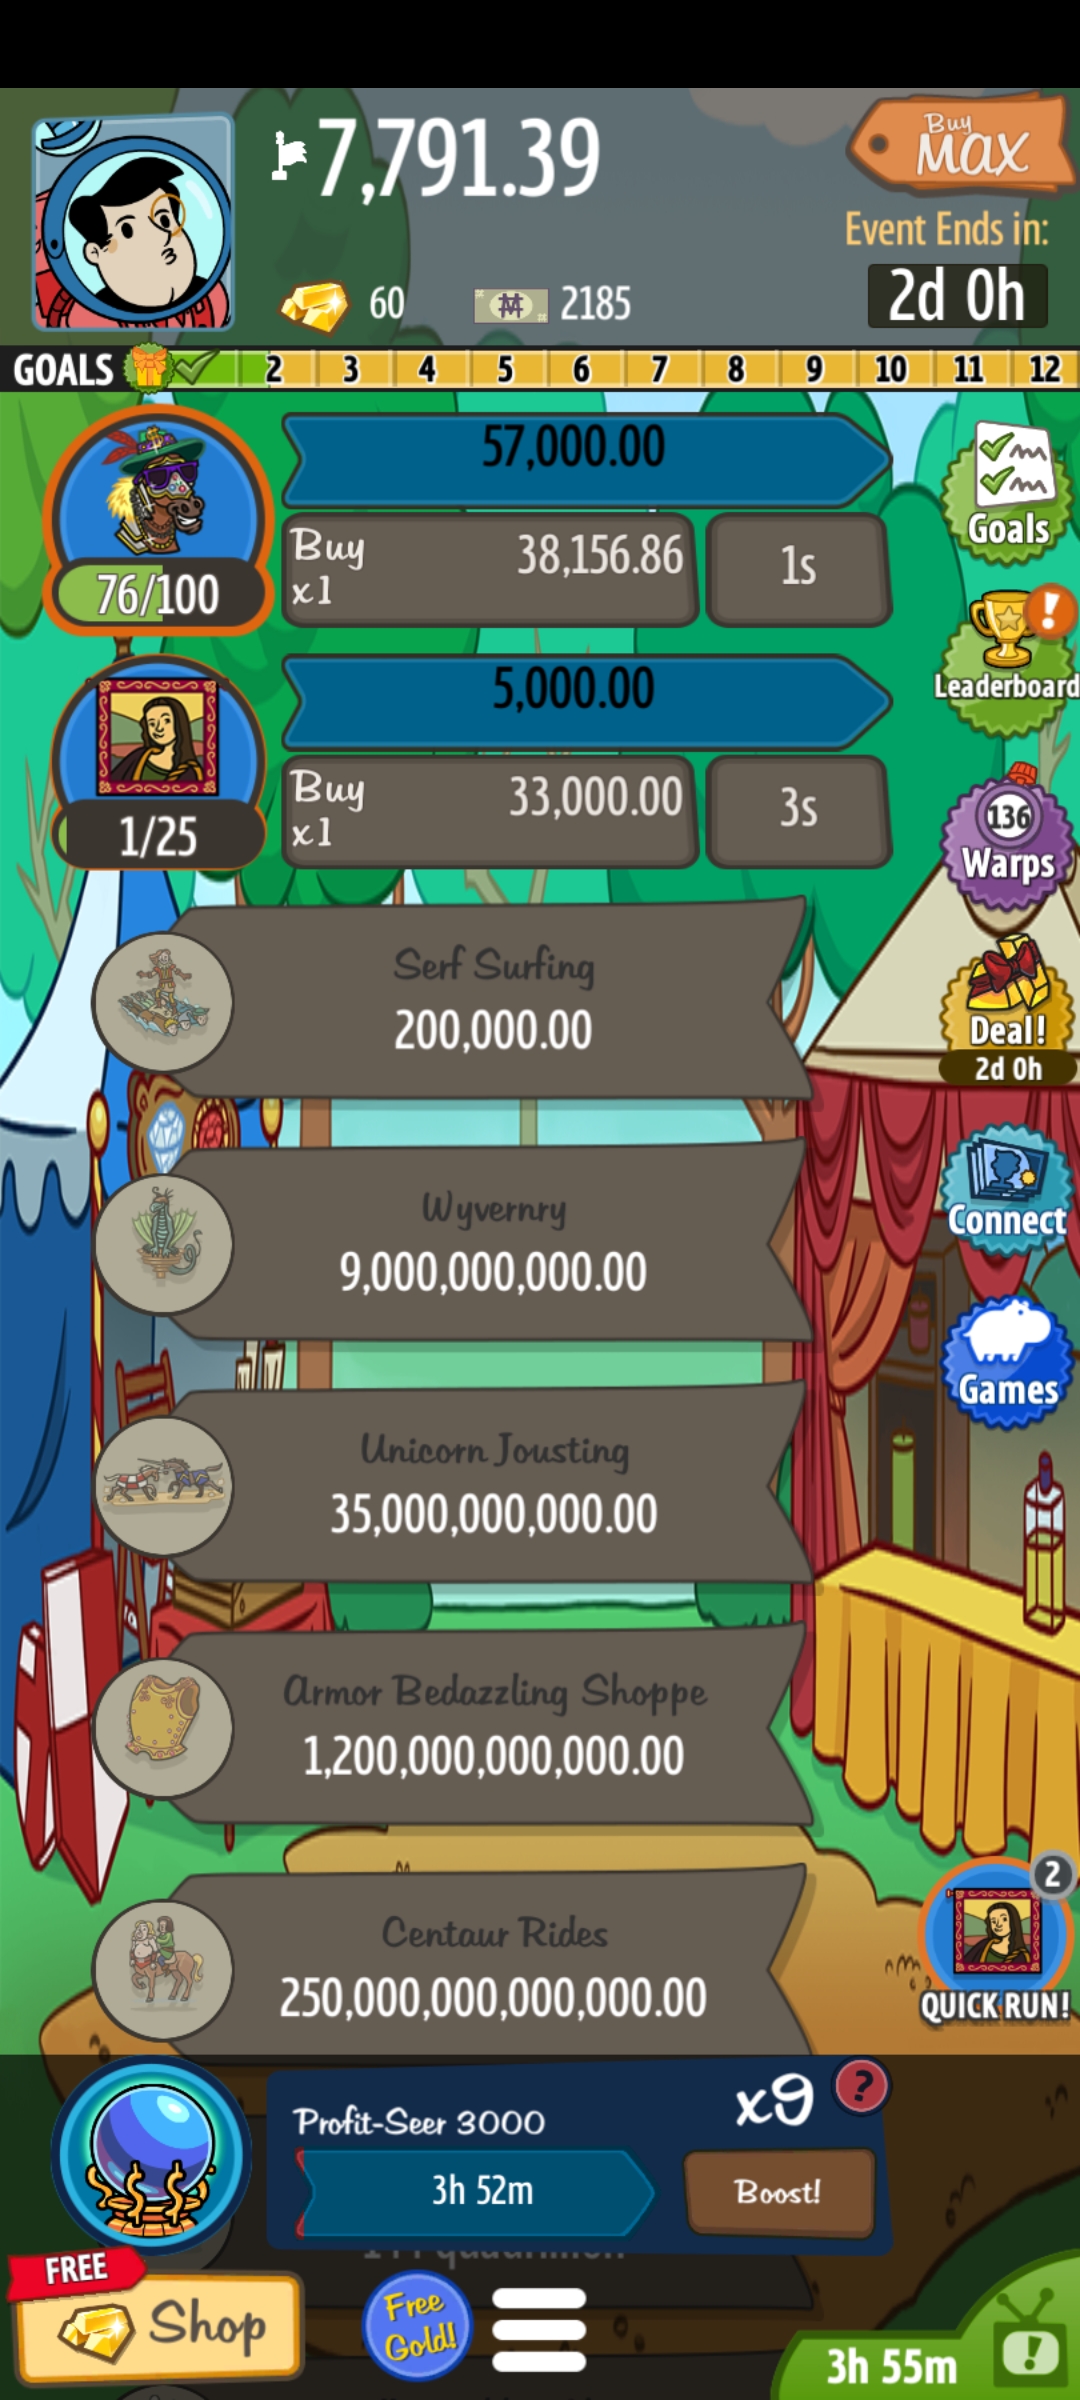 7,791.39
Buy
MAX
Event Ends in:
2d 0h
60
2185
GOALS
2 3 4 5 6 7 8 9 10 11 12
57,000.00
Buy
x1
38,156.86
1s
76/100
Goals
5,000.00
Leaderboard
Buy
x1
33,000.00
3s
1/25
136
Warps
Serf Surfing
200,000.00
Deal!
2d 0h
Wyvernry
9,000,000,000.00
Connect
Unicorn Jousting
35,000,000,000.00
Games
Armor Bedazzling Shoppe
1,200,000,000,000.00
Centaur Rides
250,000,000,000,000.00
2
QUICK RUN!
Profit-Seer 3000
x9
?
3h 52m
Boost!
FREE
Shop
Free
Gold!
3h 55m